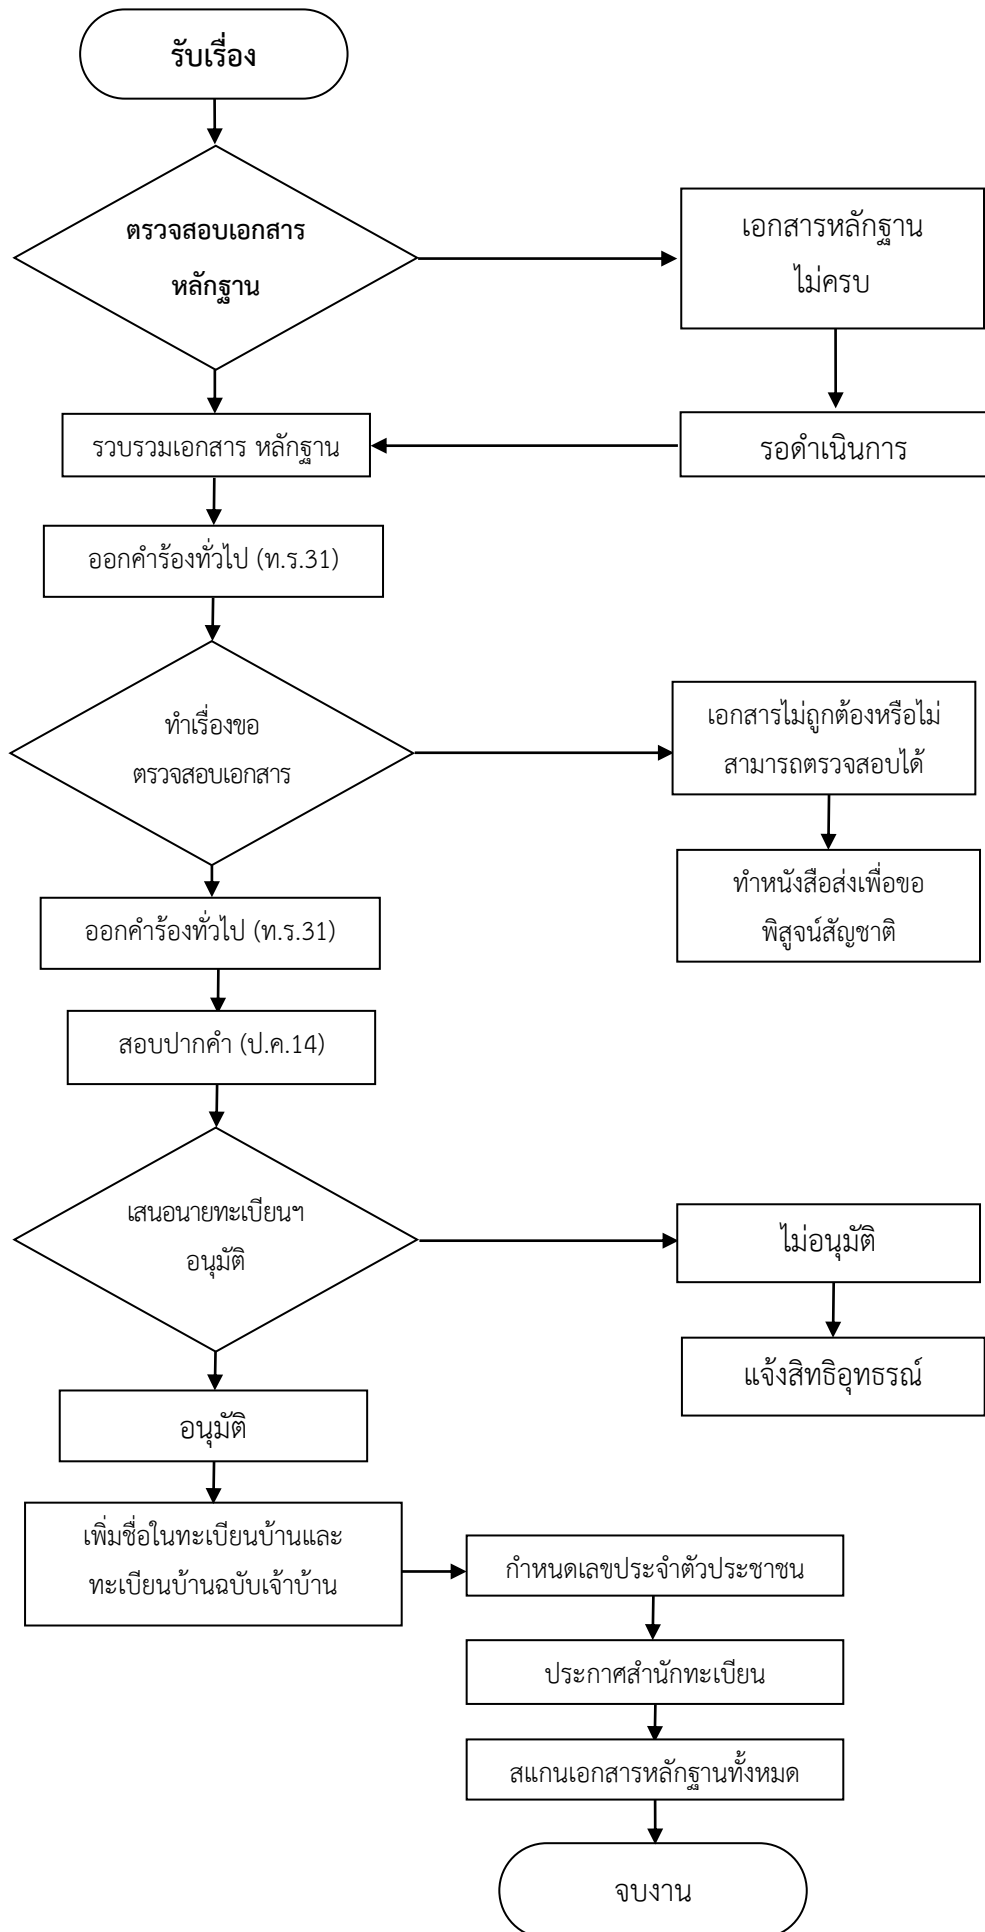 รับเรื่อง
ตรวจสอบเอกสาร
หลักฐาน
เอกสารหลักฐาน
ไม่ครบ
รวบรวมเอกสาร หลักฐาน
รอดำเนินการ
ออกคำร้องทั่วไป (ท.ร.31)
ทำเรื่องขอ
ตรวจสอบเอกสาร
เอกสารไม่ถูกต้องหรือไม่
สามารถตรวจสอบได้
ทำหนังสือส่งเพื่อขอ
พิสูจน์สัญชาติ
ออกคำร้องทั่วไป (ท.ร.31)
สอบปากคำ (ป.ค.14)
เสนอนายทะเบียนฯ
อนุมัติ
ไม่อนุมัติ
แจ้งสิทธิอุทธรณ์
อนุมัติ
เพิ่มชื่อในทะเบียนบ้านและ
ทะเบียนบ้านฉบับเจ้าบ้าน
กำหนดเลขประจำตัวประชาชน
ประกาศสำนักทะเบียน
สแกนเอกสารหลักฐานทั้งหมด
จบงาน